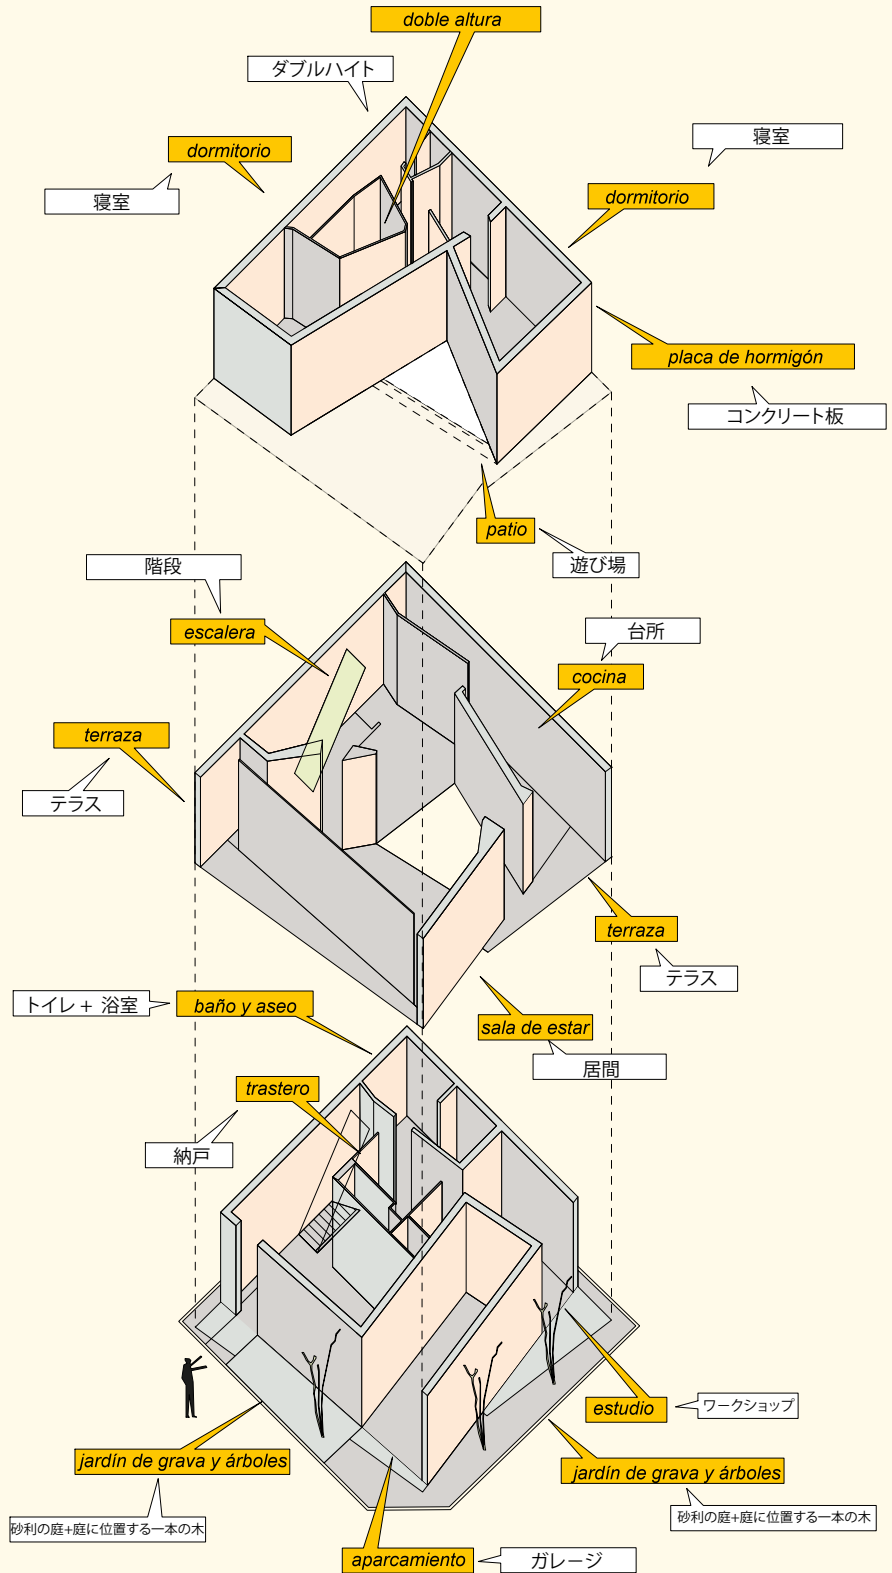 doble altura
ダブルハイト
寝室
dormitorio
dormitorio
寝室
placa de hormigón
コンクリート板
patio
遊び場
階段
escalera
台所
cocina
terraza
テラス
terraza
テラス
トイレ + 浴室
baño y aseo
sala de estar
居間
trastero
納戸
estudio
ワークショップ
jardín de grava y árboles
jardín de grava y árboles
砂利の庭+庭に位置する一本の木
砂利の庭+庭に位置する一本の木
aparcamiento
ガレージ